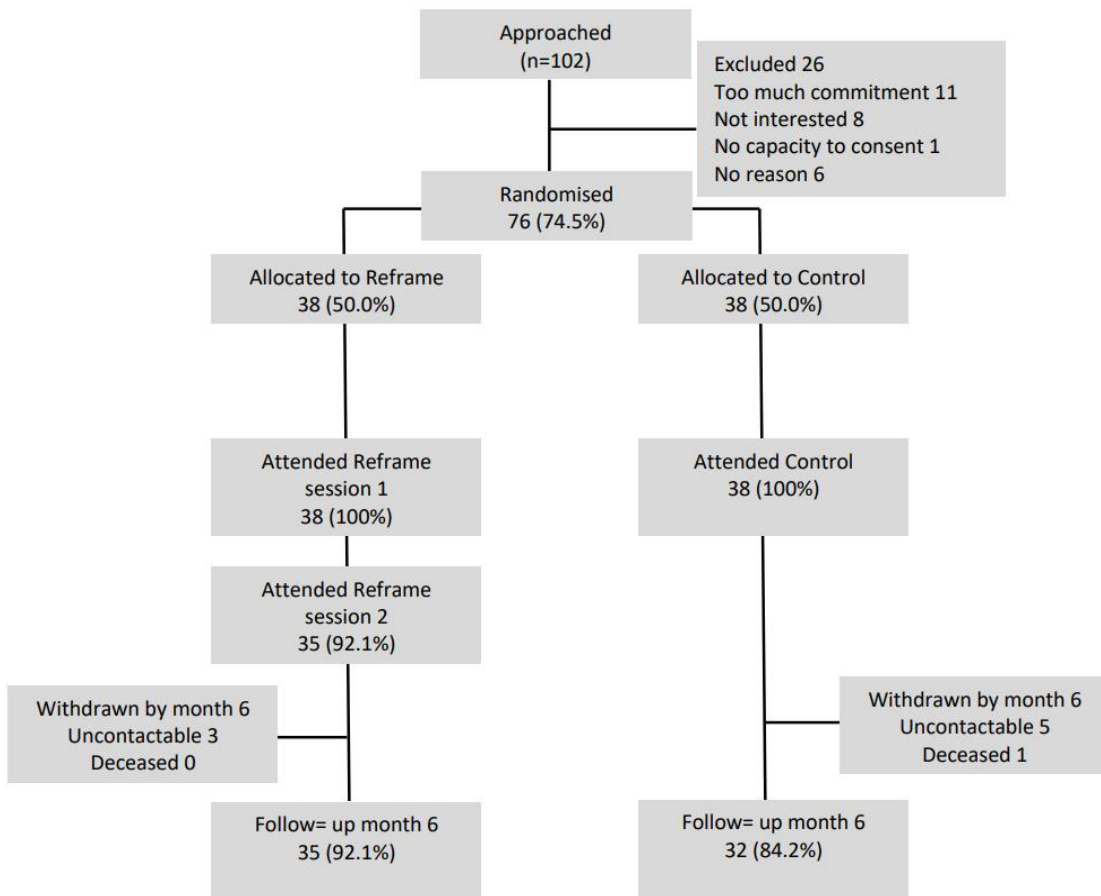 Approached
(n=102)
Excluded 26
Too much commitment 11
Not interested 8
No capacity to consent 1
No reason 6
Randomised
76 (74.5%)
Allocated to Reframe
38 (50.0%)
Allocated to Control
38 (50.0%)
Attended Reframe
session 1
38 (100%)
Attended Control
38 (100%)
Attended Reframe
session 2
35 (92.1%)
Withdrawn by month 6
Uncontactable 3
Deceased 0
Withdrawn by month 6
Uncontactable 5
Deceased 1
Follow= up month 6
35 (92.1%)
Follow= up month 6
32 (84.2%)